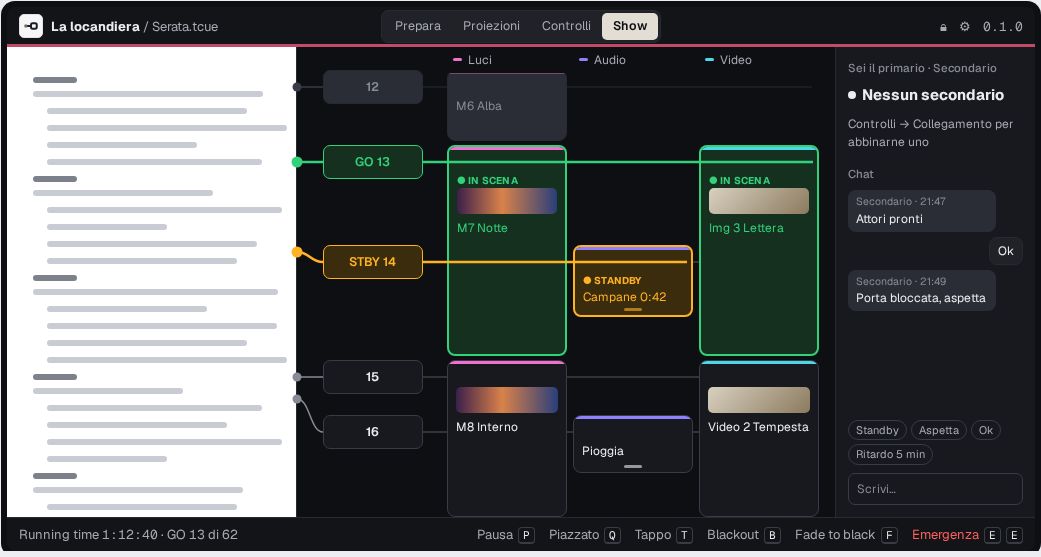 La locandiera / Serata.tcue
Prepara Proiezioni Controlli Show
0.1.0
Luci Audio Video
12
M6 Alba
GO 13
IN SCENA
M7 Notte
IN SCENA
Img 3 Lettera
STBY 14
STANDBY
Campane 0:42
15
16
M8 Interno
Pioggia
Video 2 Tempesta
Sei il primario · Secondario
Nessun secondario
Controlli → Collegamento per
abbinarne uno
Chat
Secondario · 21:47
Attori pronti
Ok
Secondario · 21:49
Porta bloccata, aspetta
Standby Aspetta Ok
Ritardo 5 min
Scrivi…
Running time 1:12:40 · GO 13 di 62
Pausa P Piazzato Q Tappo T Blackout B Fade to black F Emergenza E E